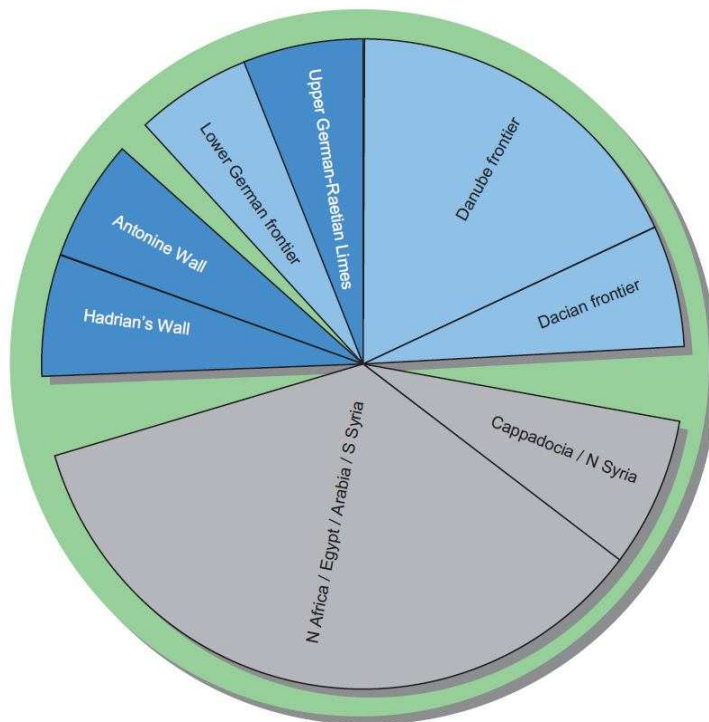 Upper German-Raetian Limes
Danube frontier
Lower German frontier
Antonine Wall
Dacian frontier
Hadrian's Wall
Cappadocia / N Syria
N Africa / Egypt / Arabia / S Syria